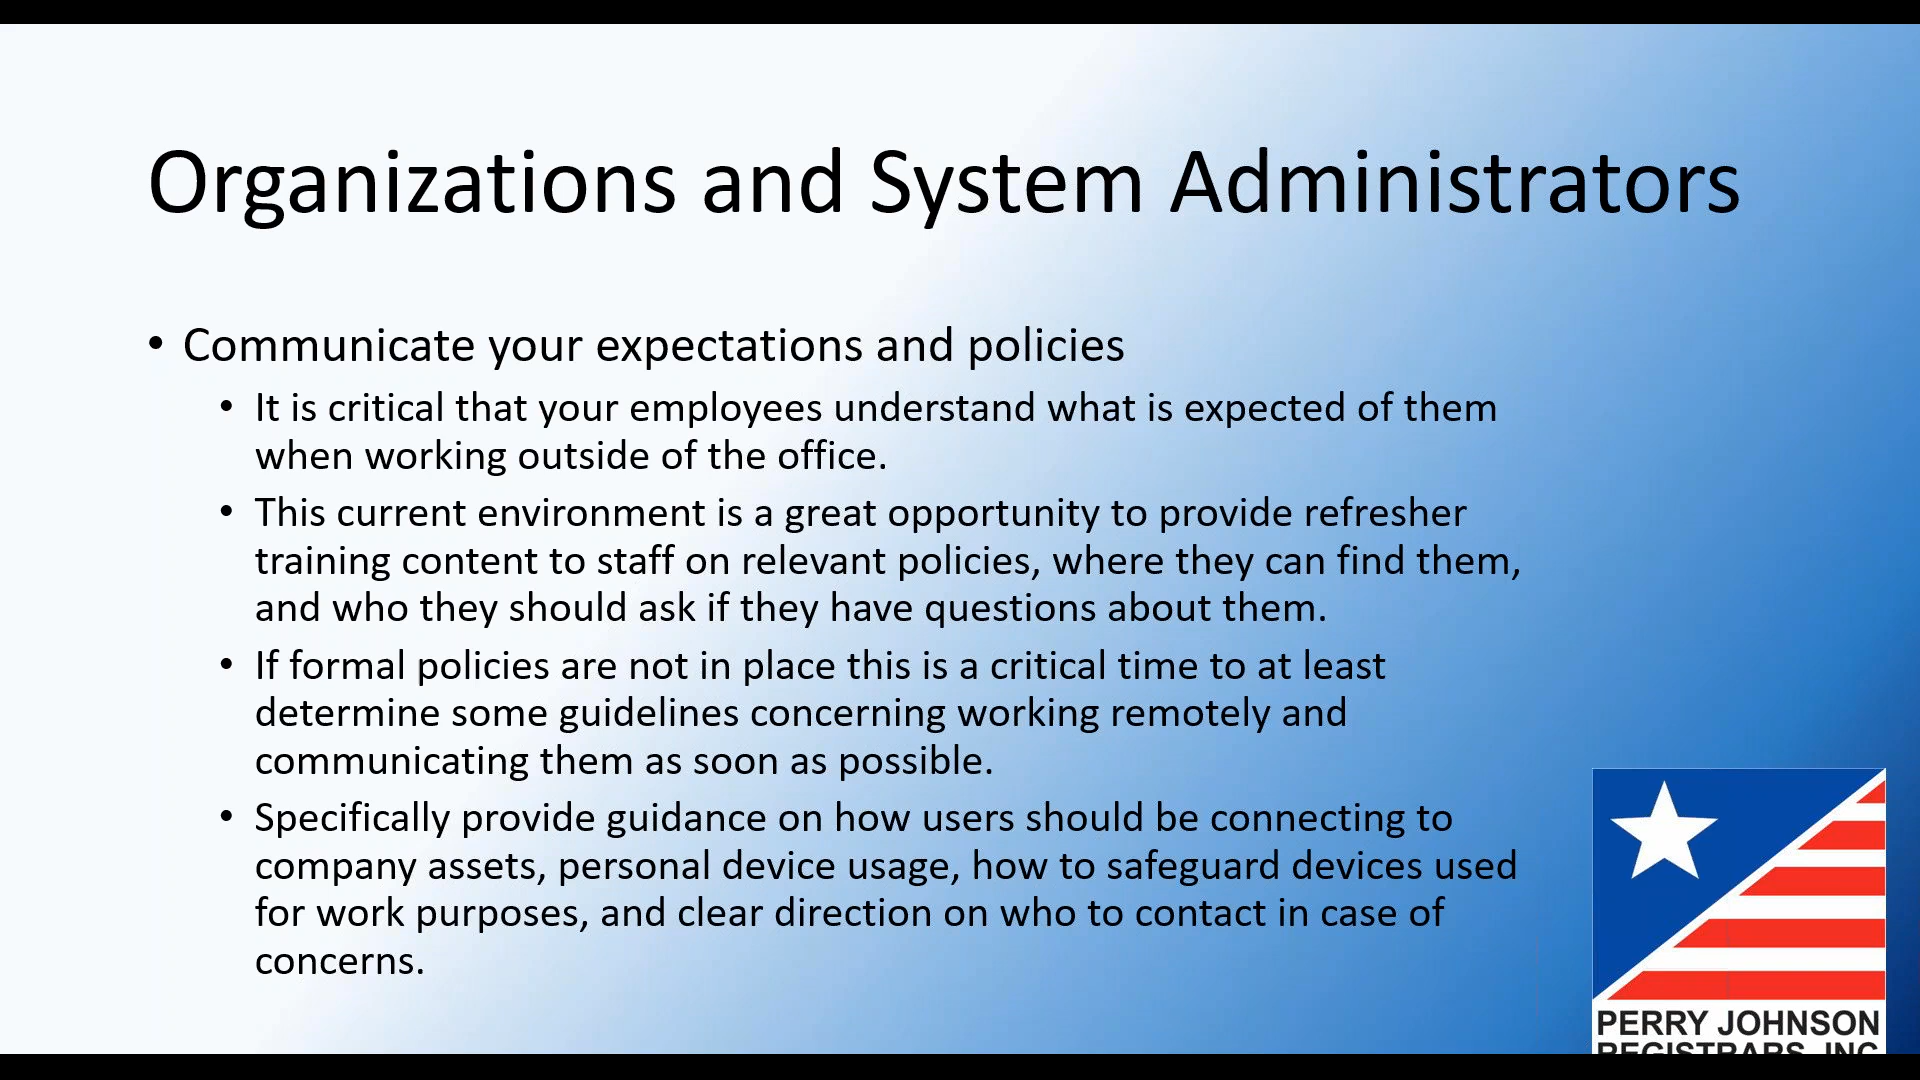 Organizations and System Administrators
• Communicate your expectations and policies
• It is critical that your employees understand what is expected of them
when working outside of the office.
• This current environment is a great opportunity to provide refresher
training content to staff on relevant policies, where they can find them,
and who they should ask if they have questions about them.
• If formal policies are not in place this is a critical time to at least
determine some guidelines concerning working remotely and
communicating them as soon as possible.
• Specifically provide guidance on how users should be connecting to
company assets, personal device usage, how to safeguard devices used
for work purposes, and clear direction on who to contact in case of
concerns.
PERRY JOHNSON
REGISTRARS, INC